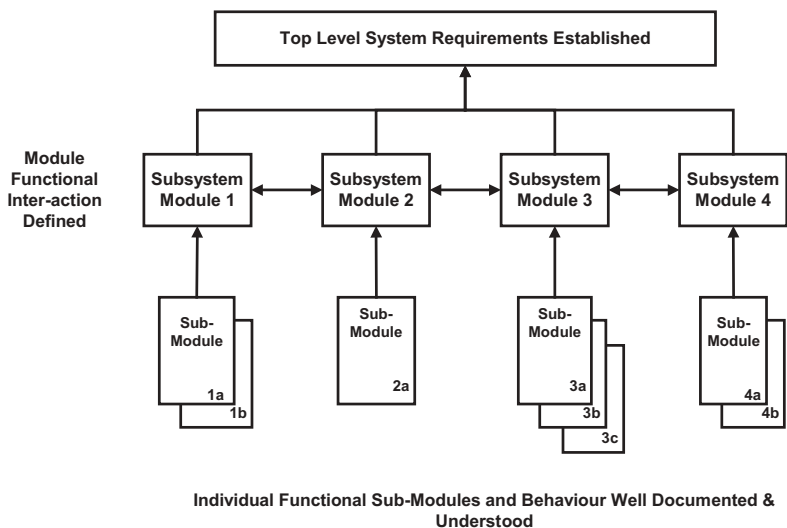 Top Level System Requirements Established
Module
Functional
Inter-action
Defined
Subsystem
Module 1
Subsystem
Module 2
Subsystem
Module 3
Subsystem
Module 4
Sub-
Module
1a
1b
Sub-
Module
2a
Sub-
Module
3a
3b
3c
Sub-
Module
4a
4b
Individual Functional Sub-Modules and Behaviour Well Documented &
Understood